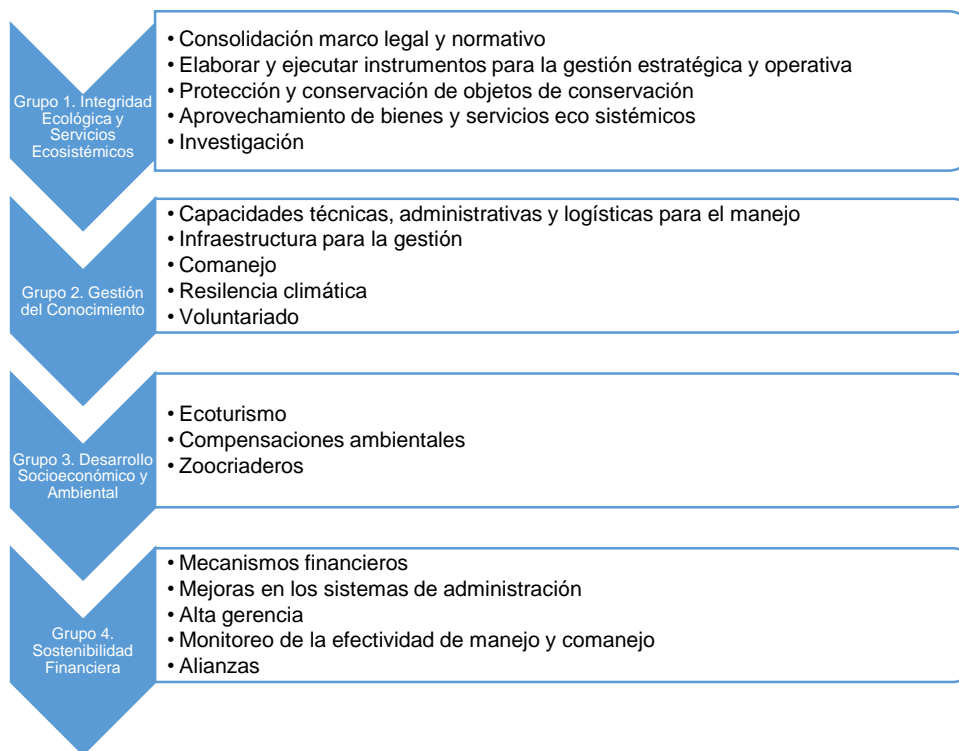 Grupo 1. Integridad
Ecológica y
Servicios
Ecosistémicos
• Consolidación marco legal y normativo
• Elaborar y ejecutar instrumentos para la gestión estratégica y operativa
• Protección y conservación de objetos de conservación
• Aprovechamiento de bienes y servicios eco sistémicos
• Investigación
Grupo 2. Gestión
del Conocimiento
• Capacidades técnicas, administrativas y logísticas para el manejo
• Infraestructura para la gestión
• Comanejo
• Resilencia climática
• Voluntariado
Grupo 3. Desarrollo
Socioeconómico y
Ambiental
• Ecoturismo
• Compensaciones ambientales
• Zoocriaderos
Grupo 4.
Sostenibilidad
Financiera
• Mecanismos financieros
• Mejoras en los sistemas de administración
• Alta gerencia
• Monitoreo de la efectividad de manejo y comanejo
• Alianzas